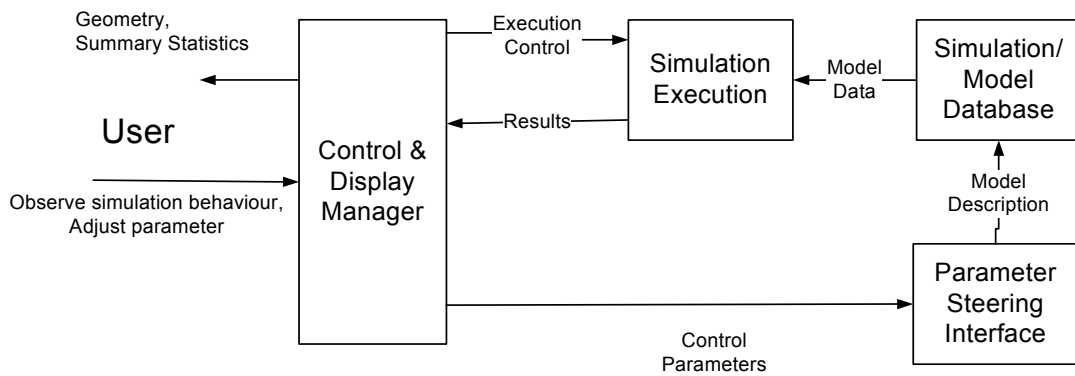 Geometry,
Summary Statistics
User
Observe simulation behaviour,
Adjust parameter
Control &
Display
Manager
Execution
Control
Results
Simulation
Execution
Model
Data
Simulation/
Model
Database
Model
Description
Parameter
Steering
Interface
Control
Parameters